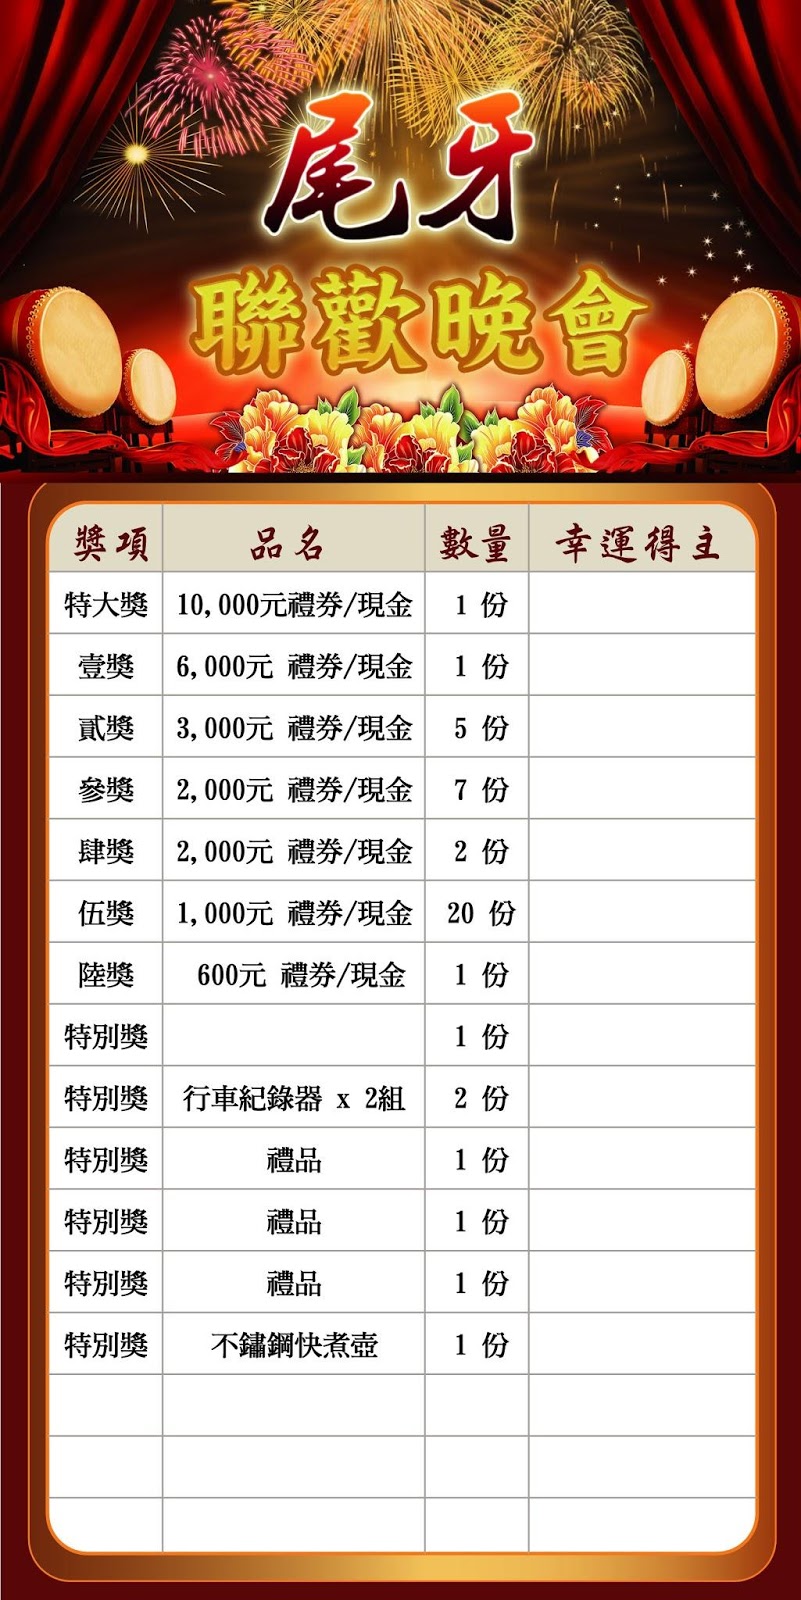 尾牙
聯歡晚會
獎項 品名 數量 幸運得主
特大獎 10,000元禮券/現金 1 份
壹獎 6,000元 禮券/現金 1 份
貳獎 3,000元 禮券/現金 5 份
參獎 2,000元 禮券/現金 7 份
肆獎 2,000元 禮券/現金 2 份
伍獎 1,000元 禮券/現金 20 份
陸獎 600元 禮券/現金 1 份
特別獎 1 份
特別獎 行車紀錄器 x 2組 2 份
特別獎 禮品 1 份
特別獎 禮品 1 份
特別獎 禮品 1 份
特別獎 不鏽鋼快煮壺 1 份